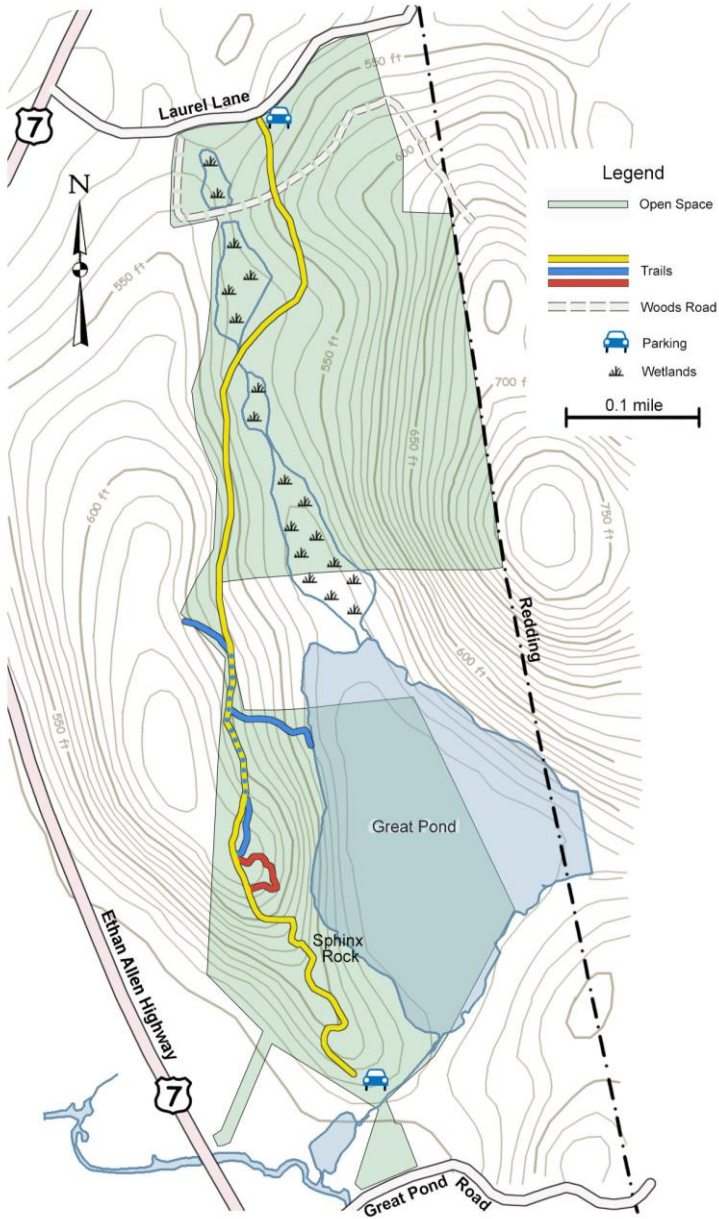 550 ft
Laurel Lane
7
N
600 ft
Legend
Open Space
Trails
Woods Road
Parking
Wetlands
0.1 mile
550 ft
550 ft
700 ft
650 ft
600 ft
750 ft
Redding
600 ft
550 ft
Great Pond
Ethan Allen Highway
Sphinx
Rock
7
Great Pond Road